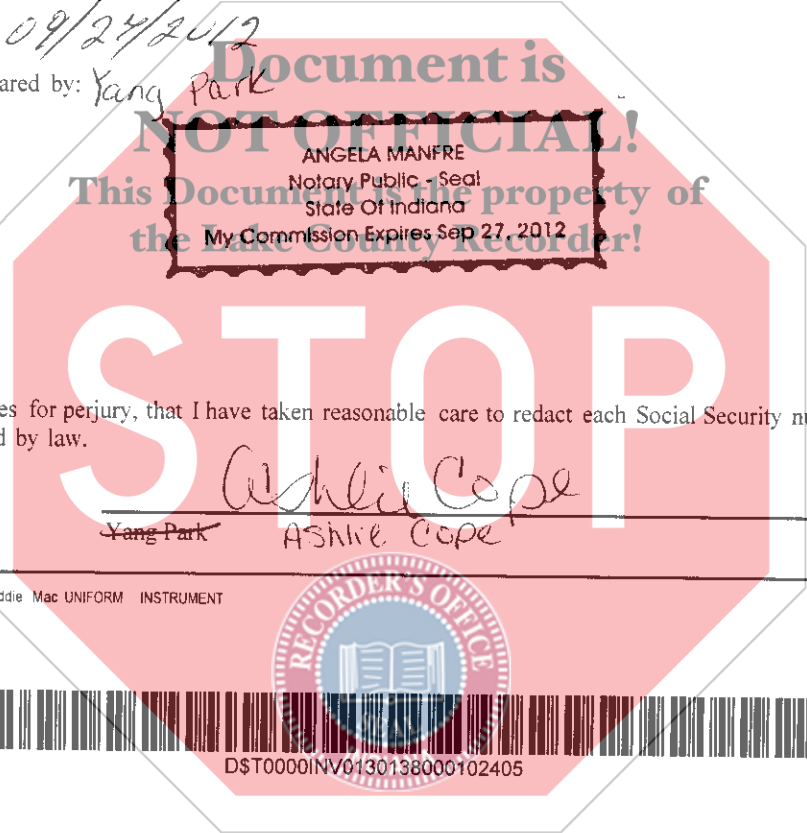 09/24/2012
Document is
ared by: Yang Park
NOT OFFICIAL!
ANGELA MANFRE
Notary Public - Seal
State Of Indiana
My Commission Expires Sep 27, 2012
This Document is the property of
the Lake County Recorder!
STOP
es for perjury, that I have taken reasonable care to redact each Social Security nu
d by law.
Ashlie Cope
Yang Park Ashlie Cope
ddie Mac UNIFORM INSTRUMENT
RECORDER'S OFFICE
SEAL
D$T0000INV0130138000102405